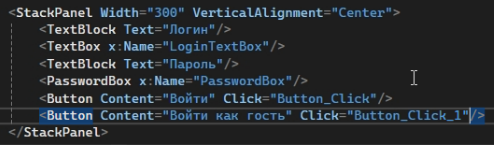 <StackPanel Width="300" VerticalAlignment="Center">
<TextBlock Text="Логин"/>
<TextBox x:Name="LoginTextBox"/>
<TextBlock Text="Пароль"/>
<PasswordBox x:Name="PasswordBox"/>
<Button Content="Войти" Click="Button_Click"/>
<Button Content="Войти как гость" Click="Button_Click_1"/>
</StackPanel>